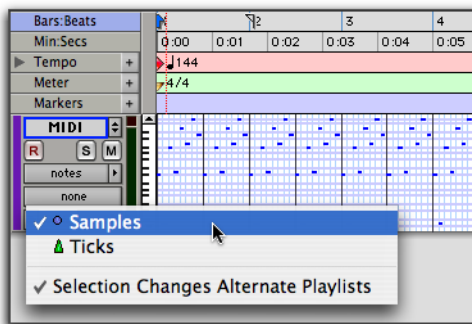 Bars:Beats 2 3 4
Min:Secs 0:00 0:01 0:02 0:03 0:04 0:05
Tempo + 144
Meter + 4/4
Markers +
MIDI
R S M
notes
none
✓ Samples
Ticks
✓ Selection Changes Alternate Playlists